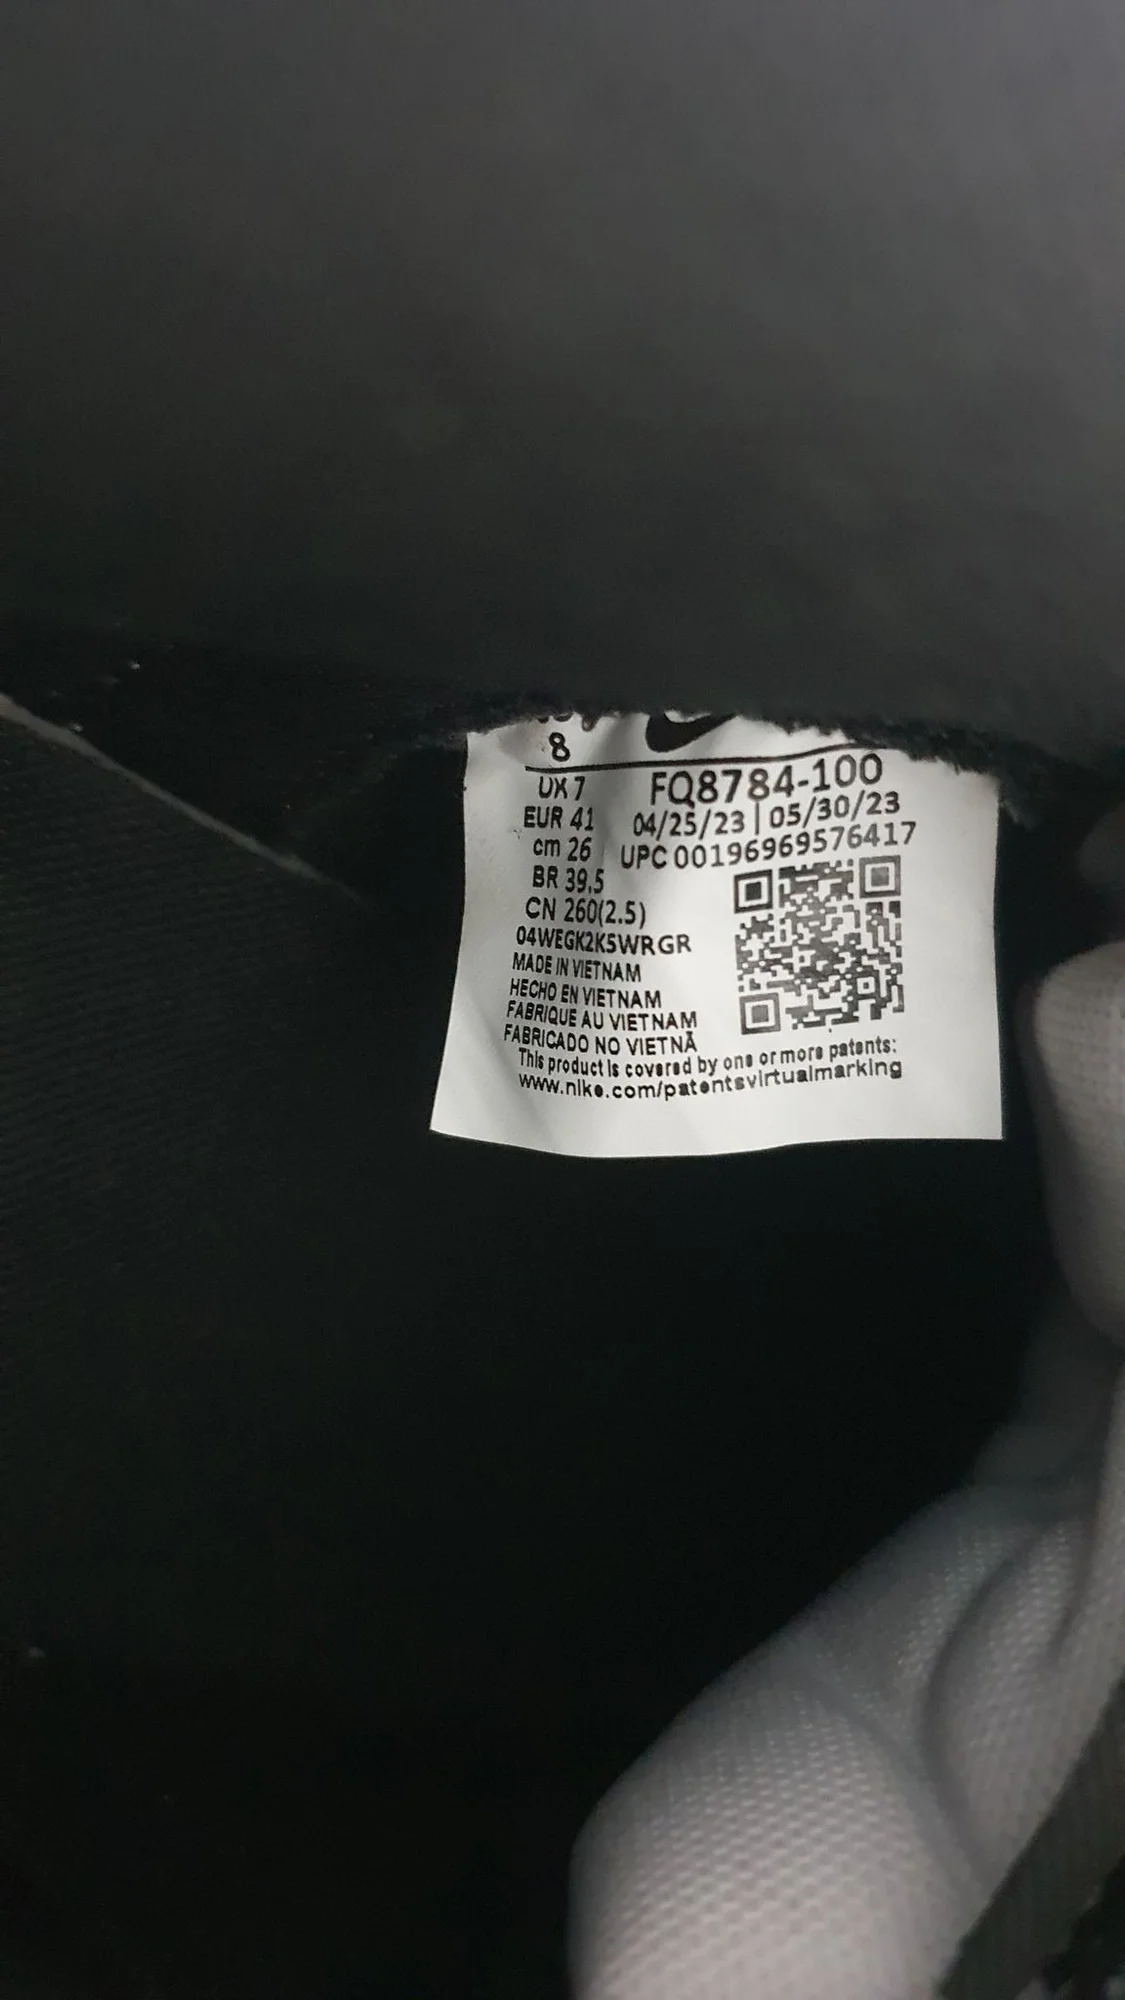 8
UK 7
FQ8784-100
EUR 41
04/25/23 | 05/30/23
cm 26
UPC 00196969576417
BR 39.5
CN 260(2.5)
04WEGK2K5WRGR
MADE IN VIETNAM
HECHO EN VIETNAM
FABRIQUE AU VIETNAM
FABRICADO NO VIETNÃ
This product is covered by one or more patents:
www.nike.com/patentsvirtualmarking